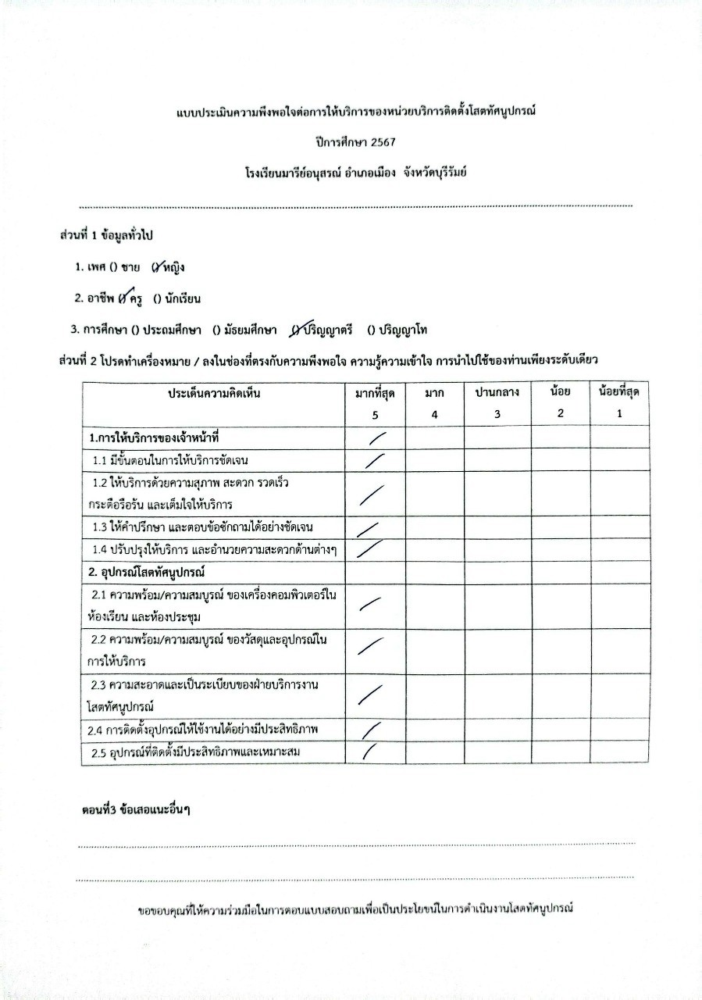 แบบประเมินความพึงพอใจต่อการให้บริการของหน่วยบริการติดตั้งโสตทัศนูปกรณ์
ปีการศึกษา 2567
โรงเรียนมารีย์อนุสรณ์ อำเภอเมือง จังหวัดบุรีรัมย์
ส่วนที่ 1 ข้อมูลทั่วไป
1. เพศ () ชาย (/) หญิง
2. อาชีพ (/) ครู () นักเรียน
3. การศึกษา () ประถมศึกษา () มัธยมศึกษา (/) ปริญญาตรี () ปริญญาโท
ส่วนที่ 2 โปรดทำเครื่องหมาย / ลงในช่องที่ตรงกับความพึงพอใจ ความรู้ความเข้าใจ การนำไปใช้ของท่านเพียงระดับเดียว
ประเด็นความคิดเห็น มากที่สุด มาก ปานกลาง น้อย น้อยที่สุด
5 4 3 2 1
1.การให้บริการของเจ้าหน้าที่ /
1.1 มีขั้นตอนในการให้บริการชัดเจน /
1.2 ให้บริการด้วยความสุภาพ สะดวก รวดเร็ว
กระตือรือร้น และเต็มใจให้บริการ /
1.3 ให้คำปรึกษา และตอบข้อซักถามได้อย่างชัดเจน /
1.4 ปรับปรุงให้บริการ และอำนวยความสะดวกด้านต่างๆ /
2. อุปกรณ์โสตทัศนูปกรณ์
2.1 ความพร้อม/ความสมบูรณ์ ของเครื่องคอมพิวเตอร์ใน
ห้องเรียน และห้องประชุม /
2.2 ความพร้อม/ความสมบูรณ์ ของวัสดุและอุปกรณ์ใน
การให้บริการ /
2.3 ความสะอาดและเป็นระเบียบของฝ่ายบริการงาน
โสตทัศนูปกรณ์ /
2.4 การติดตั้งอุปกรณ์ให้ใช้งานได้อย่างมีประสิทธิภาพ /
2.5 อุปกรณ์ที่ติดตั้งมีประสิทธิภาพและเหมาะสม /
ตอนที่3 ข้อเสอแนะอื่นๆ
ขอขอบคุณที่ให้ความร่วมมือในการตอบแบบสอบถามเพื่อเป็นประโยชน์ในการดำเนินงานโสตทัศนูปกรณ์